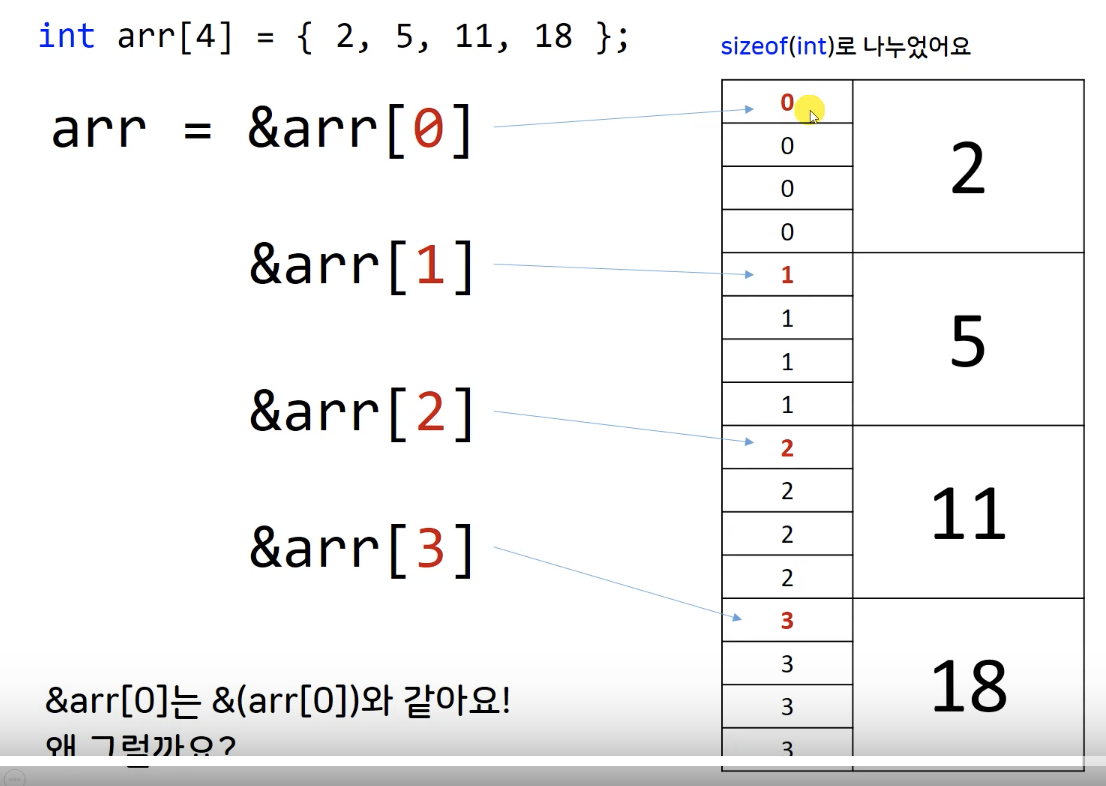 int arr[4] = { 2, 5, 11, 18 };
sizeof(int)로 나누었어요
arr = &arr[0]
&arr[1]
&arr[2]
&arr[3]
0
0
0
0
2
1
1
1
1
5
2
2
2
2
11
3
3
3
3
18
&arr[0]는 &(arr[0])와 같아요!
왜 그럴까요?